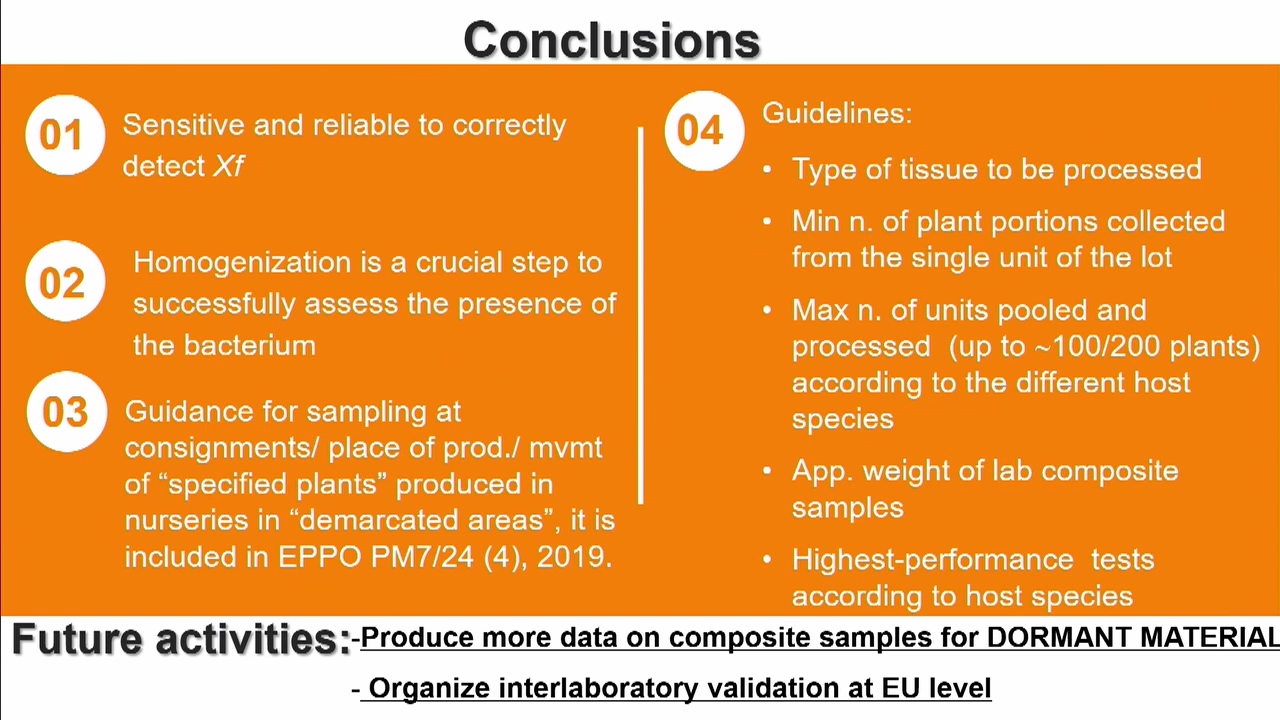 Conclusions
01
Sensitive and reliable to correctly
detect Xf
02
Homogenization is a crucial step to
successfully assess the presence of
the bacterium
03
Guidance for sampling at
consignments/ place of prod./ mvmt
of “specified plants” produced in
nurseries in “demarcated areas”, it is
included in EPPO PM7/24 (4), 2019.
04
Guidelines:
• Type of tissue to be processed
• Min n. of plant portions collected
from the single unit of the lot
• Max n. of units pooled and
processed (up to ~100/200 plants)
according to the different host
species
• App. weight of lab composite
samples
• Highest-performance tests
according to host species
Future activities:-Produce more data on composite samples for DORMANT MATERIAL
- Organize interlaboratory validation at EU level